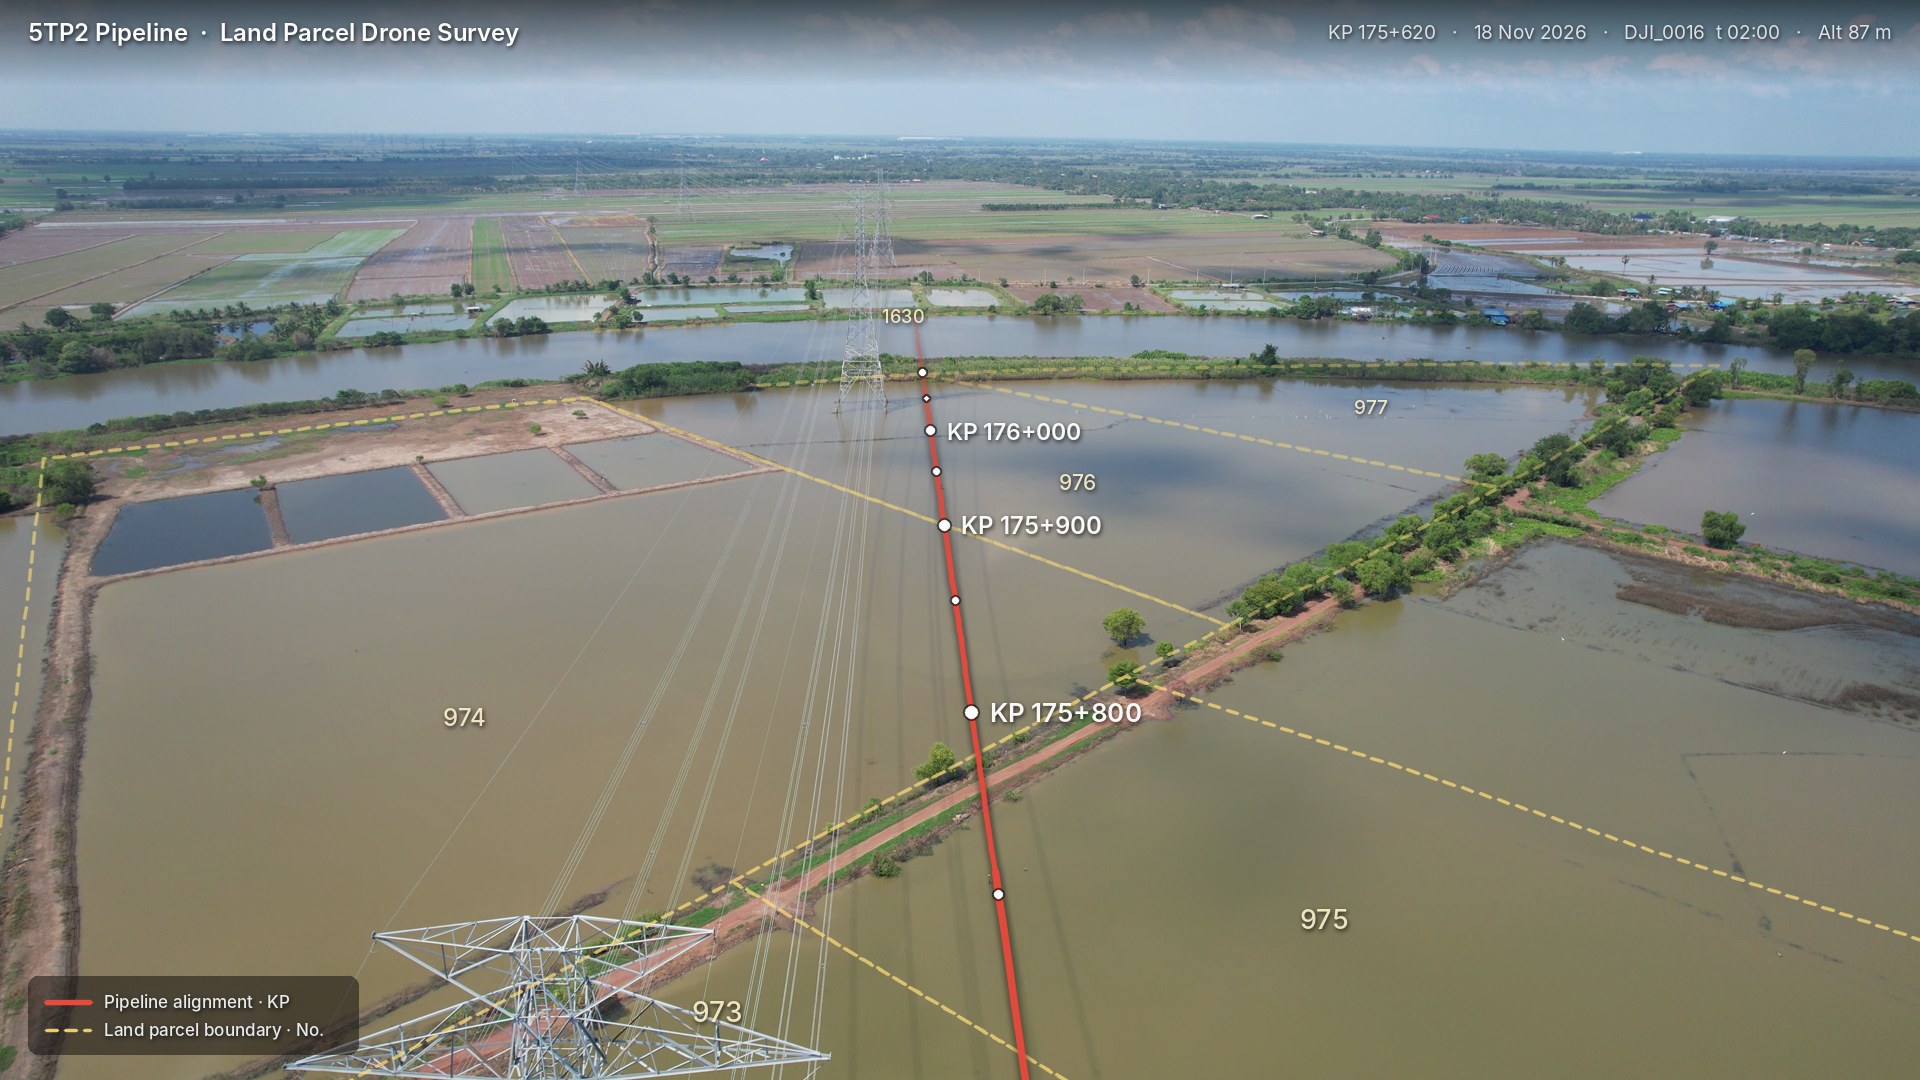 5TP2 Pipeline · Land Parcel Drone Survey
KP 175+620 · 18 Nov 2026 · DJI_0016 t 02:00 · Alt 87 m
1630
977
KP 176+000
976
KP 175+900
974
KP 175+800
975
973
Pipeline alignment · KP
Land parcel boundary · No.